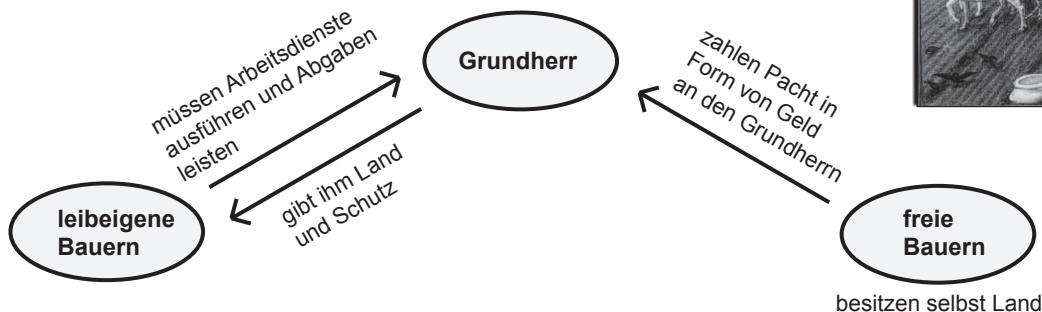 müssen Arbeitsdienste
ausführen und Abgaben
leisten
Grundherr
zahlen Pacht in
Form von Geld
an den Grundherrn
gibt ihm Land
und Schutz
leibeigene
Bauern
freie
Bauern
besitzen selbst Land